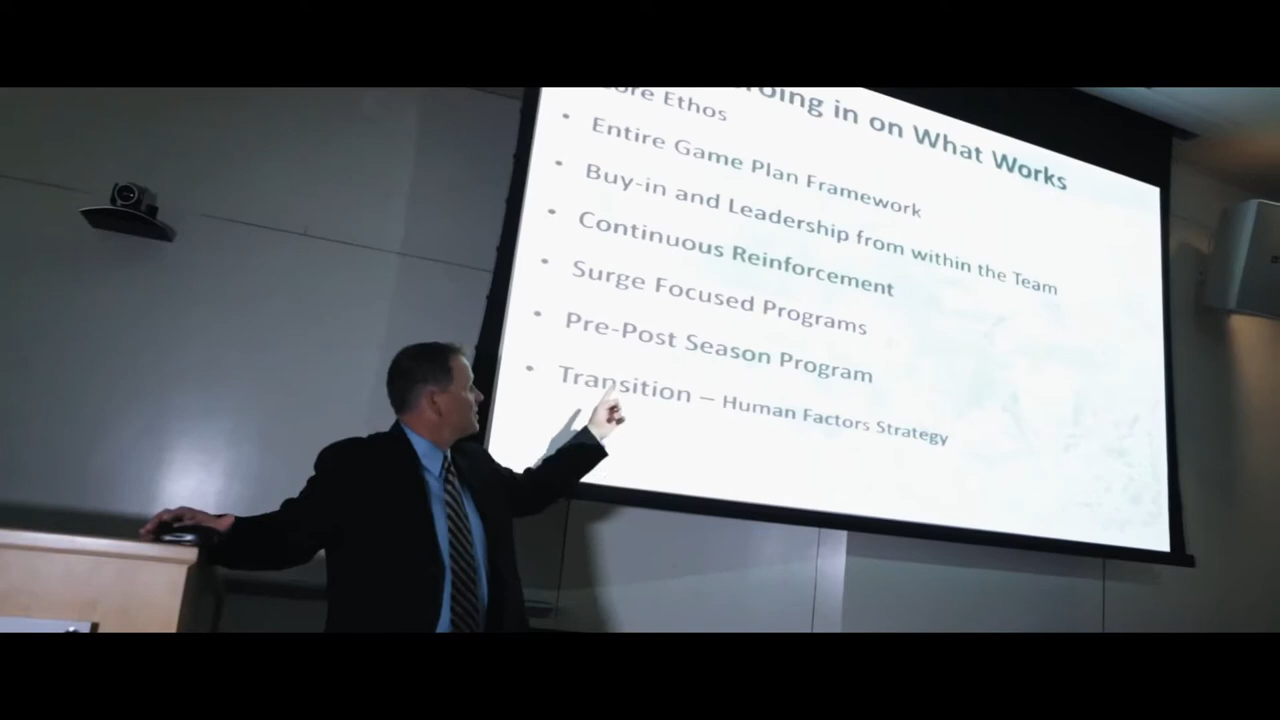 in on What Works
Ethos
• Entire Game Plan Framework
• Buy-in and Leadership from within the Team
• Continuous Reinforcement
• Surge Focused Programs
• Pre-Post Season Program
• Transition – Human Factors Strategy